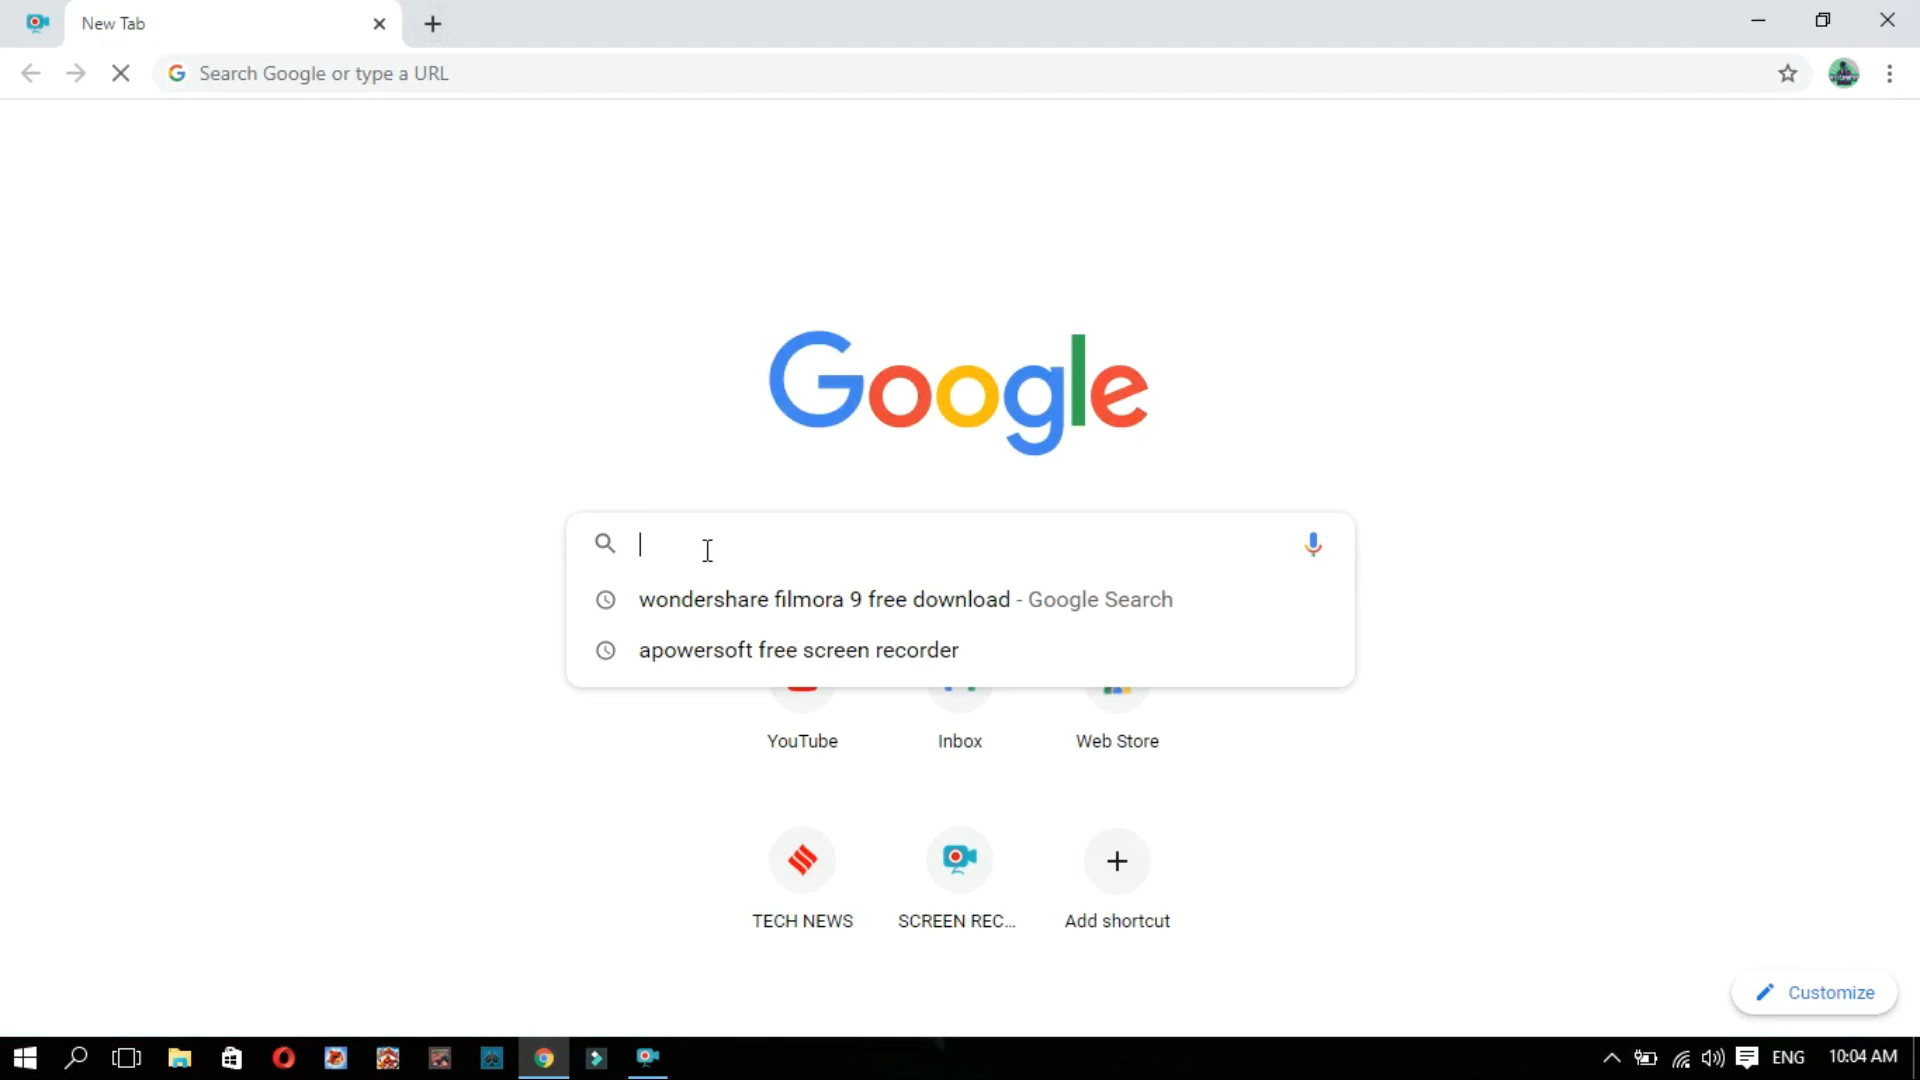 New Tab
Search Google or type a URL
Google
wondershare filmora 9 free download - Google Search
apowersoft free screen recorder
YouTube
Inbox
Web Store
TECH NEWS
SCREEN REC...
Add shortcut
Customize
ENG
10:04 AM